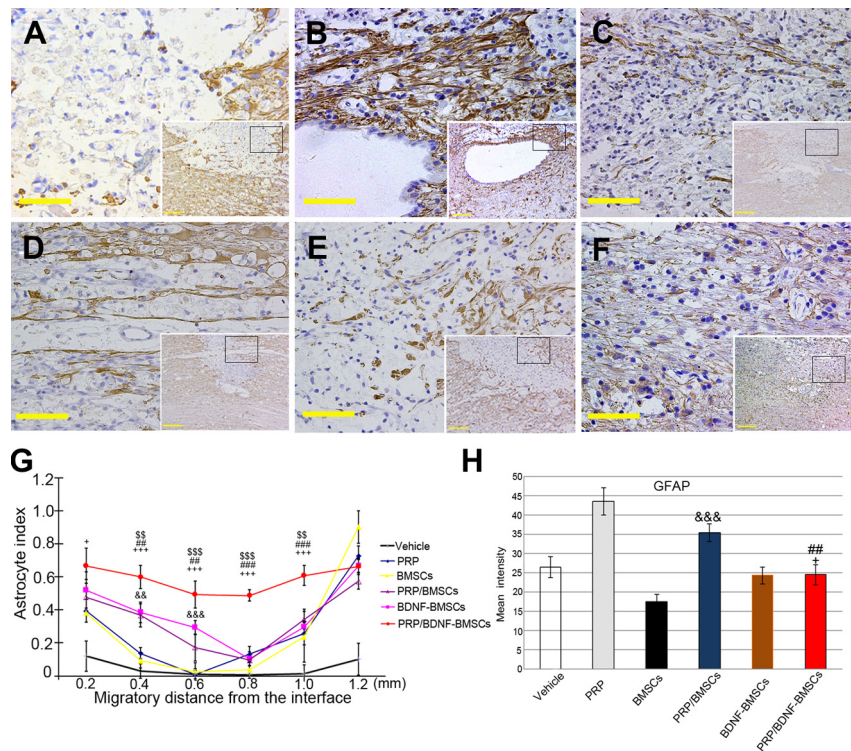 A
B
C
D
E
F
G
Astrocyte index
1.2
1.0
0.8
0.6
0.4
0.2
0
+
$$
##
+++
&&
$$$
##
+++
&&&
$$$
###
+++
$$
###
+++
0.2 0.4 0.6 0.8 1.0 1.2 (mm)
Migratory distance from the interface
Vehicle
PRP
BMSCs
PRP/BMSCs
BDNF-BMSCs
PRP/BDNF-BMSCs
H
GFAP
Mean intensity
50
45
40
35
30
25
20
15
10
5
0
&&&
##
+
Vehicle
PRP
BMSCs
PRP/BMSCs
BDNF-BMSCs
PRP/BDNF-BMSCs